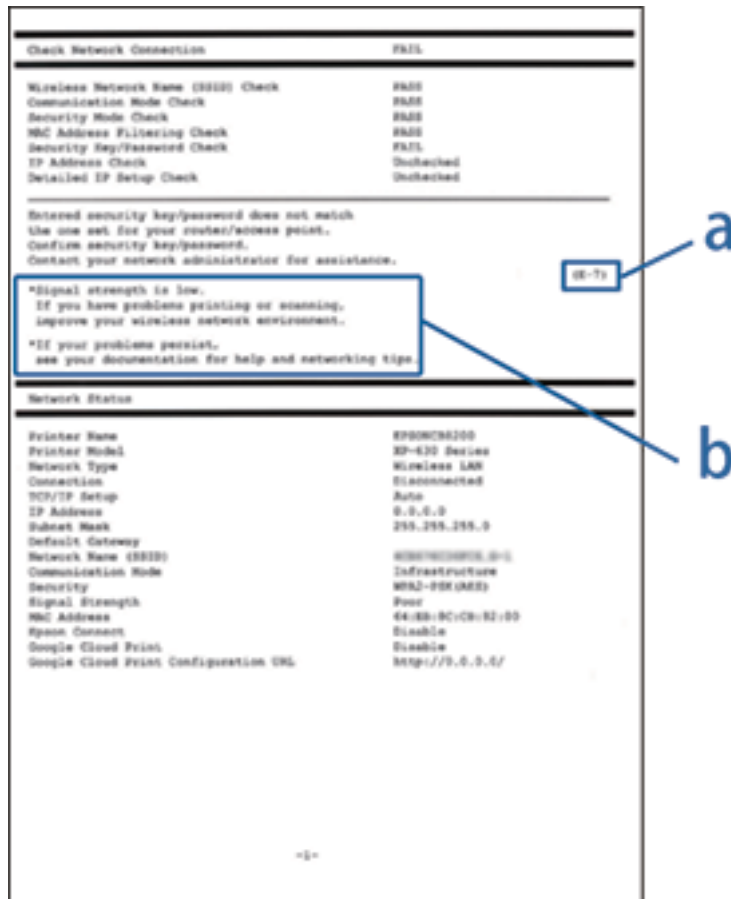 Check Network Connection FAIL
Wireless Network Name (SSID) Check PASS
Communication Mode Check PASS
Security Mode Check PASS
MAC Address Filtering Check PASS
Security Key/Password Check FAIL
IP Address Check Unchecked
Detailed IP Setup Check Unchecked
Entered security key/password does not match
the one set for your router/access point.
Confirm security key/password.
Contact your network administrator for assistance.
a
(E-7)
*Signal strength is low.
If you have problems printing or scanning,
improve your wireless network environment.
*If your problems persist,
see your documentation for help and networking tips.
b
Network Status
Printer Name
Printer Model XP-630 Series
Network Type Wireless LAN
Connection Disconnected
TCP/IP Setup Auto
IP Address 0.0.0.0
Subnet Mask 255.255.255.0
Default Gateway
Network Name (SSID)
Communication Mode Infrastructure
Security WPA2-PSK(AES)
Signal Strength Poor
MAC Address
Epson Connect Disable
Google Cloud Print Disable
Google Cloud Print Configuration URL http://0.0.0.0/
-1-